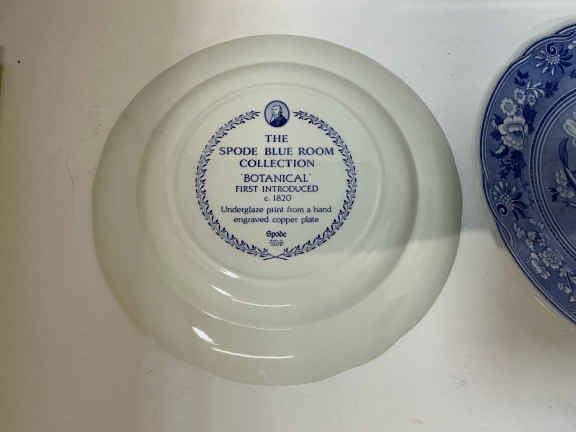 THE
SPODE BLUE ROOM
COLLECTION
'BOTANICAL'
FIRST INTRODUCED
c. 1820
Underglaze print from a hand
engraved copper plate
Spode